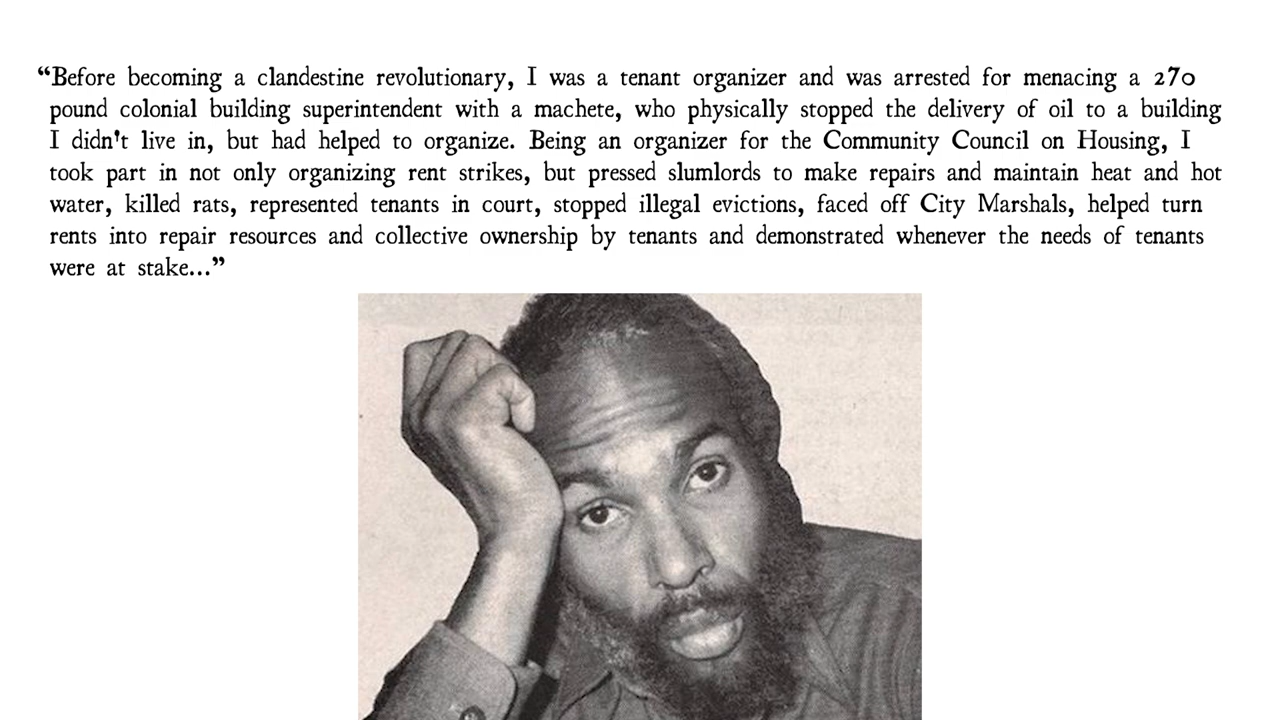 “Before becoming a clandestine revolutionary, I was a tenant organizer and was arrested for menacing a 270
pound colonial building superintendent with a machete, who physically stopped the delivery of oil to a building
I didn't live in, but had helped to organize. Being an organizer for the Community Council on Housing, I
took part in not only organizing rent strikes, but pressed slumlords to make repairs and maintain heat and hot
water, killed rats, represented tenants in court, stopped illegal evictions, faced off City Marshals, helped turn
rents into repair resources and collective ownership by tenants and demonstrated whenever the needs of tenants
were at stake...”